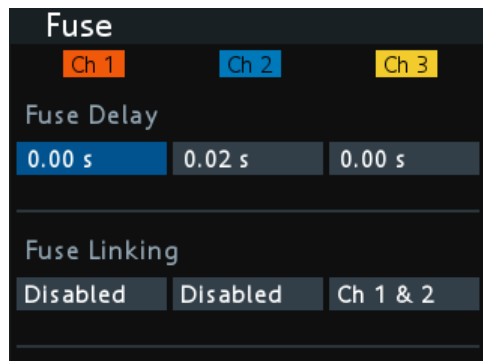 Fuse
Ch 1 Ch 2 Ch 3
Fuse Delay
0.00 s 0.02 s 0.00 s
Fuse Linking
Disabled Disabled Ch 1 & 2